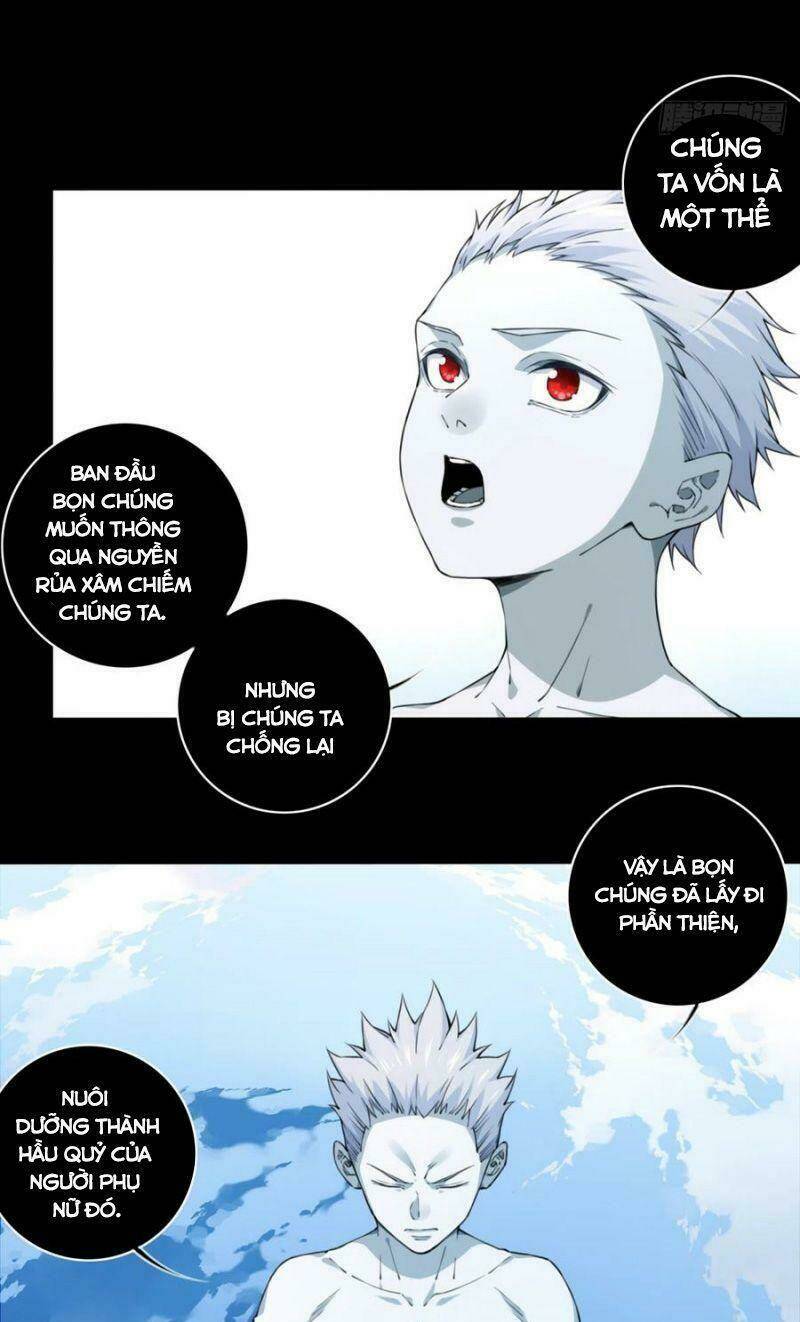 CHÚNG
TA VỐN LÀ
MỘT THỂ
BAN ĐẦU
BỌN CHÚNG
MUỐN THÔNG
QUA NGUYỀN
RỦA XÂM CHIẾM
CHÚNG TA.
NHƯNG
BỊ CHÚNG TA
CHỐNG LẠI
VẬY LÀ BỌN
CHÚNG ĐÃ LẤY ĐI
PHẦN THIỆN,
NUÔI
DƯỠNG THÀNH
HẦU QUỶ CỦA
NGƯỜI PHỤ
NỮ ĐÓ.